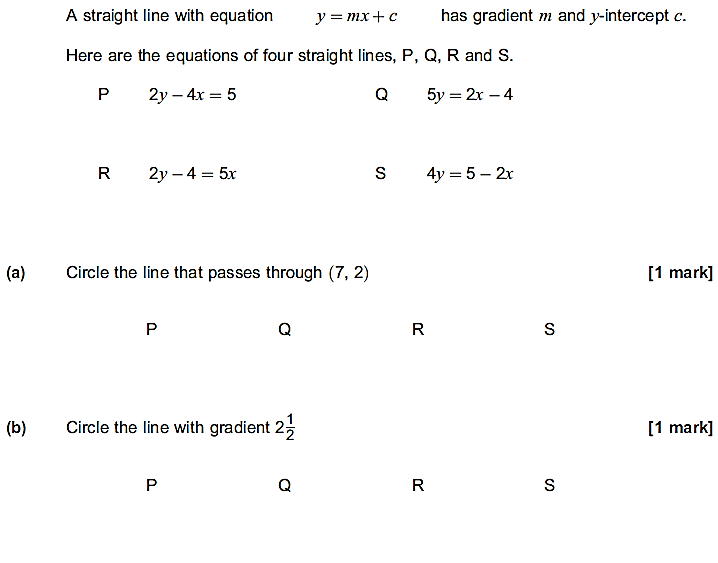 A straight line with equation y = mx + c has gradient m and y-intercept c.
Here are the equations of four straight lines, P, Q, R and S.
P 2y – 4x = 5 Q 5y = 2x – 4
R 2y – 4 = 5x S 4y = 5 – 2x
(a) Circle the line that passes through (7, 2) [1 mark]
P Q R S
(b) Circle the line with gradient 2 1/2 [1 mark]
P Q R S